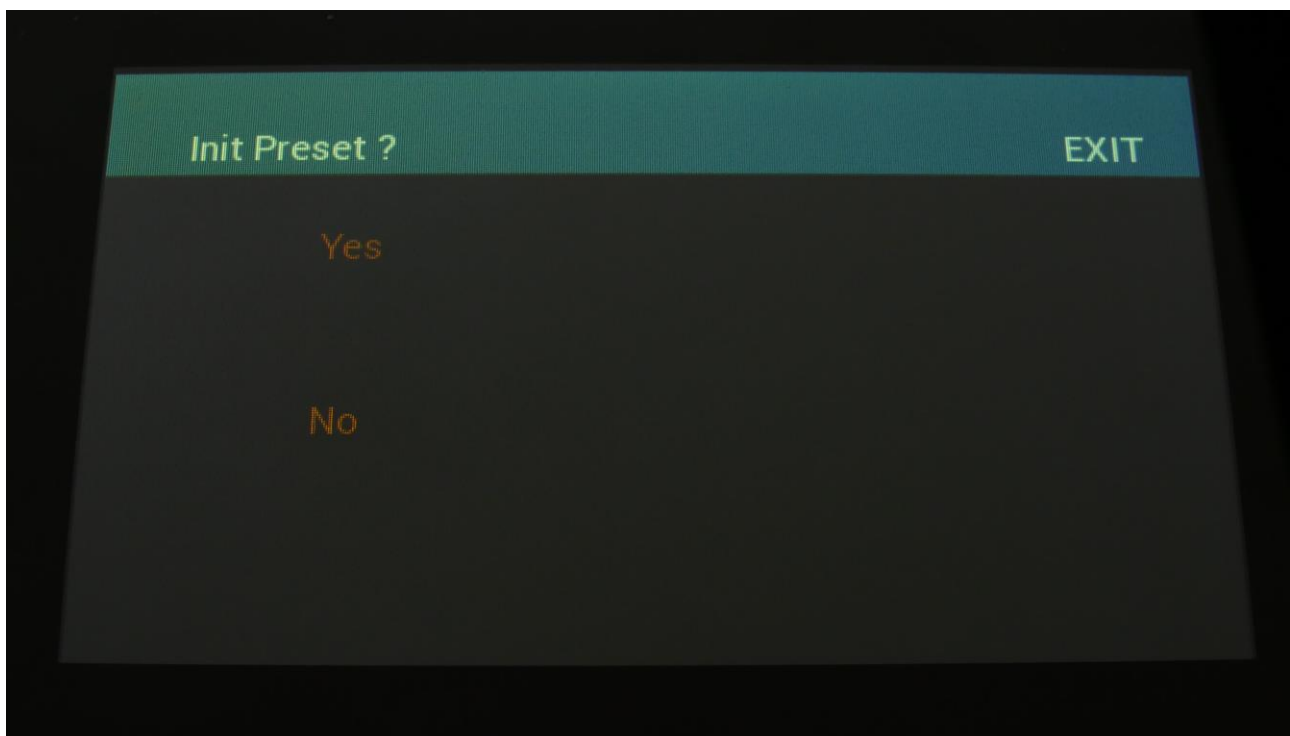 Init Preset ?
EXIT
Yes
No